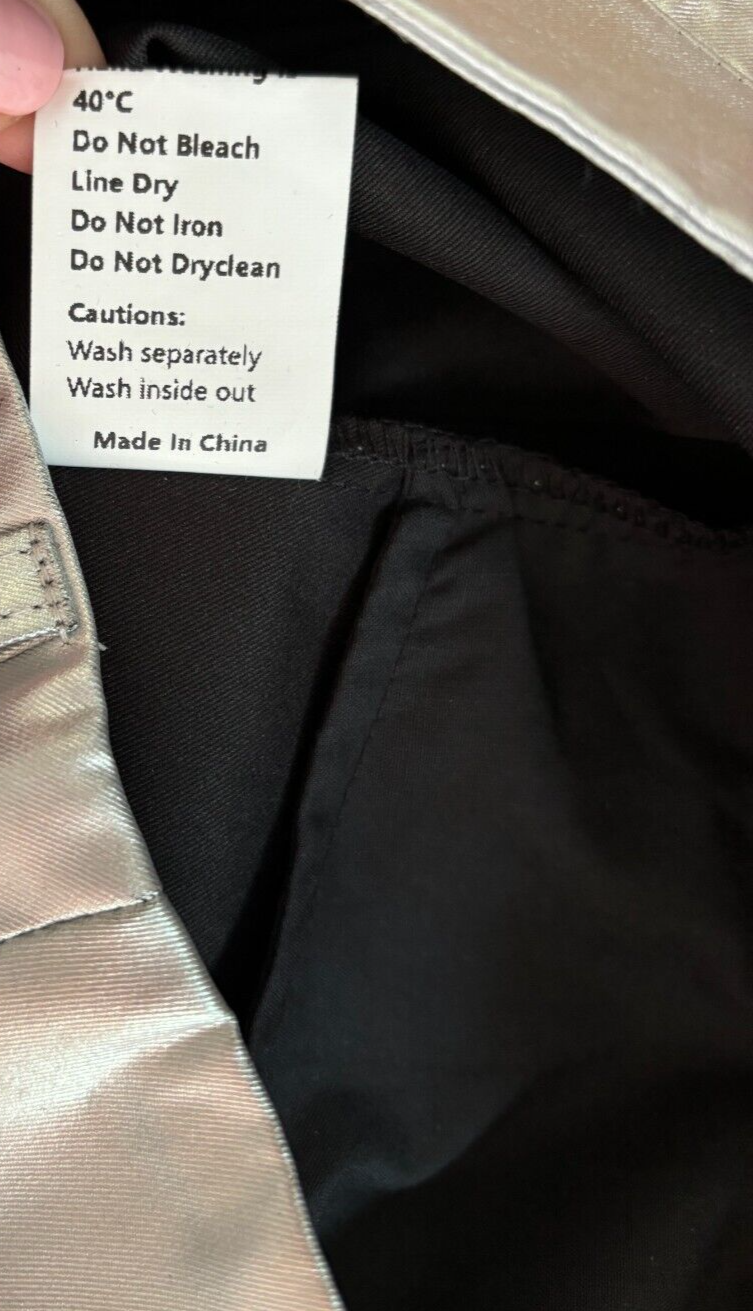 40°C
Do Not Bleach
Line Dry
Do Not Iron
Do Not Dryclean
Cautions:
Wash separately
Wash inside out
Made In China